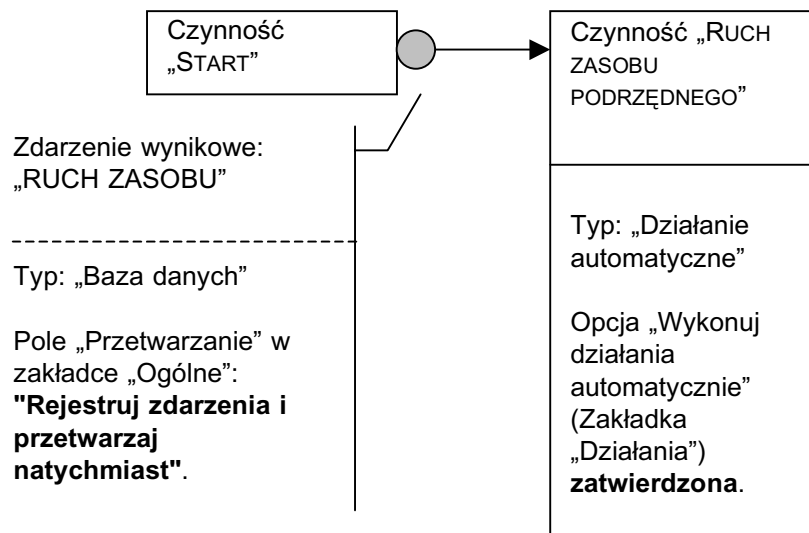 Czynność
„START”
Czynność „RUCH
ZASOBU
PODRZĘDNEGO”
Zdarzenie wynikowe:
„RUCH ZASOBU”
Typ: „Baza danych”
Pole „Przetwarzanie” w
zakładce „Ogólne”:
"Rejestruj zdarzenia i
przetwarzaj
natychmiast".
Typ: „Działanie
automatyczne”
Opcja „Wykonuj
działania
automatycznie”
(Zakładka
„Działania”)
zatwierdzona.